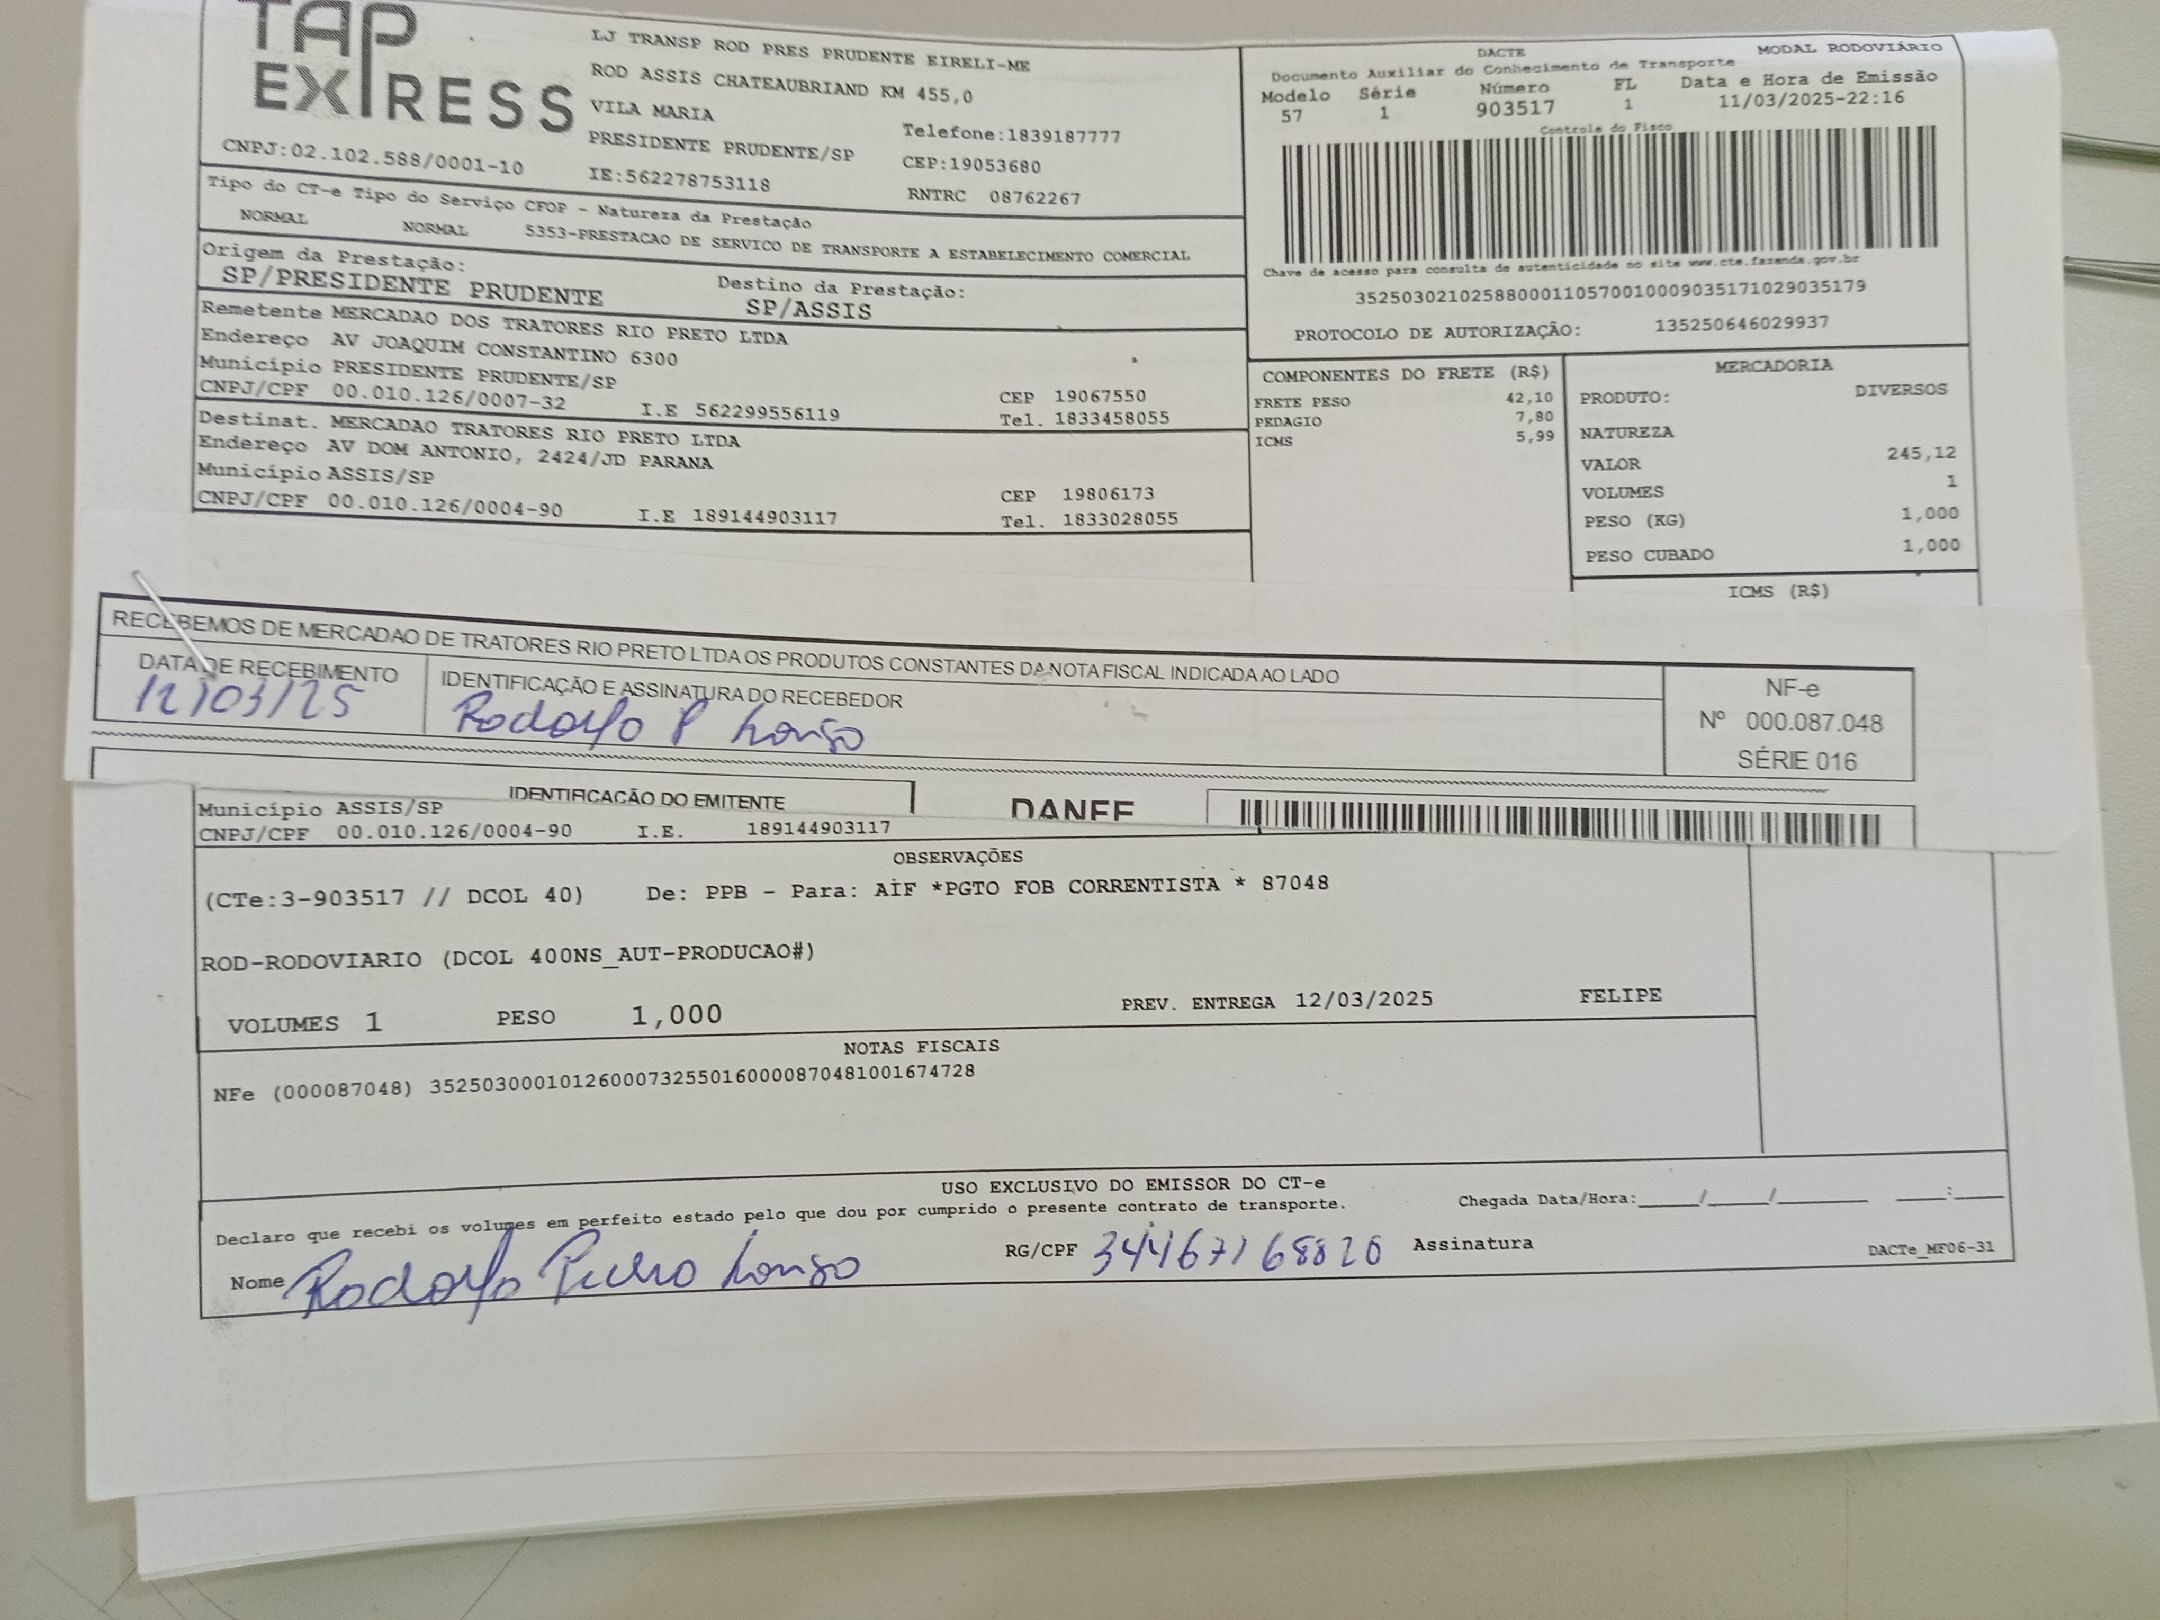 TAP
EXPRESS
CNPJ:02.102.588/0001-10
LJ TRANSP ROD PRES PRUDENTE EIRELI-ME
ROD ASSIS CHATEAUBRIAND KM 455,0
VILA MARIA
PRESIDENTE PRUDENTE/SP
IE:562278753118
Telefone:1839187777
CEP:19053680
RNTRC 08762267
DACTE
MODAL RODOVIÁRIO
Documento Auxiliar do Conhecimento de Transporte
Modelo Série Número FL Data e Hora de Emissão
57 1 903517 1 11/03/2025-22:16
Controle do Fisco
Chave de acesso para consulta de autenticidade no site www.cte.fazenda.gov.br
35250302102588000110570010009035171029035179
PROTOCOLO DE AUTORIZAÇÃO: 135250646029937
Tipo do CT-e Tipo do Serviço CFOP - Natureza da Prestação
NORMAL NORMAL 5353-PRESTACAO DE SERVICO DE TRANSPORTE A ESTABELECIMENTO COMERCIAL
Origem da Prestação: Destino da Prestação:
SP/PRESIDENTE PRUDENTE SP/ASSIS
Remetente MERCADAO DOS TRATORES RIO PRETO LTDA
Endereço AV JOAQUIM CONSTANTINO 6300
Município PRESIDENTE PRUDENTE/SP CEP 19067550
CNPJ/CPF 00.010.126/0007-32 I.E 562299556119 Tel. 1833458055
Destinat. MERCADAO TRATORES RIO PRETO LTDA
Endereço AV DOM ANTONIO, 2424/JD PARANA
Município ASSIS/SP CEP 19806173
CNPJ/CPF 00.010.126/0004-90 I.E 189144903117 Tel. 1833028055
COMPONENTES DO FRETE (R$)
FRETE PESO 42,10
PEDAGIO 7,80
ICMS 5,99
MERCADORIA
PRODUTO: DIVERSOS
NATUREZA
VALOR 245,12
VOLUMES 1
PESO (KG) 1,000
PESO CUBADO 1,000
ICMS (R$)
RECEBEMOS DE MERCADAO DE TRATORES RIO PRETO LTDA OS PRODUTOS CONSTANTES DA NOTA FISCAL INDICADA AO LADO
DATA DE RECEBIMENTO IDENTIFICAÇÃO E ASSINATURA DO RECEBEDOR
12/03/25 Rodolfo P
NF-e
Nº 000.087.048
SÉRIE 016
IDENTIFICAÇÃO DO EMITENTE DANFE
Município ASSIS/SP
CNPJ/CPF 00.010.126/0004-90 I.E. 189144903117
OBSERVAÇÕES
(CTe:3-903517 // DCOL 40) De: PPB - Para: AIF *PGTO FOB CORRENTISTA * 87048
ROD-RODOVIARIO (DCOL 400NS_AUT-PRODUCAO#)
VOLUMES 1 PESO 1,000 PREV. ENTREGA 12/03/2025 FELIPE
NOTAS FISCAIS
NFe (000087048) 35250300010126000732550160000870481001674728
USO EXCLUSIVO DO EMISSOR DO CT-e
Declaro que recebi os volumes em perfeito estado pelo que dou por cumprido o presente contrato de transporte. Chegada Data/Hora:____/____/______ ___:___
Nome Rodolfo RG/CPF Assinatura
DACTe_MF06-31